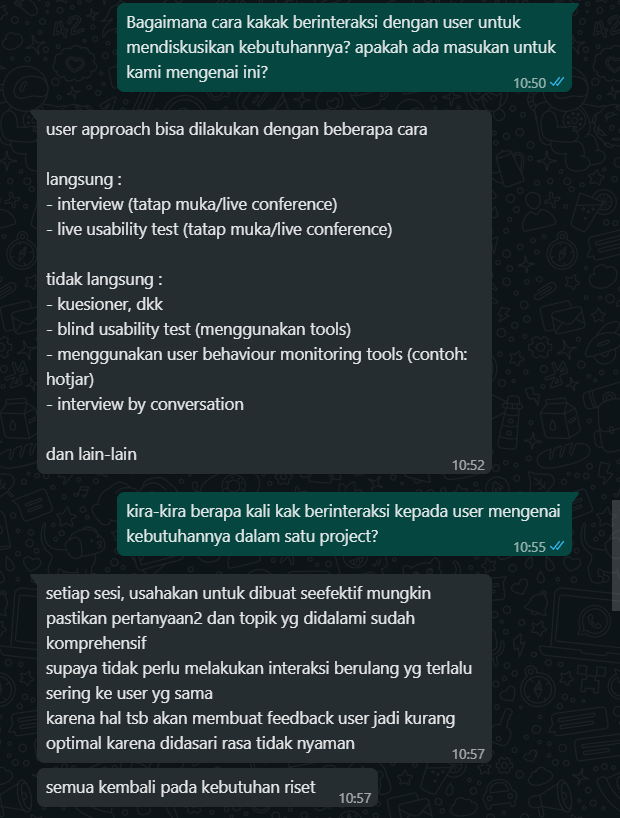 Bagaimana cara kakak berinteraksi dengan user untuk
mendiskusikan kebutuhannya? apakah ada masukan untuk
kami mengenai ini?
10:50
user approach bisa dilakukan dengan beberapa cara
langsung :
- interview (tatap muka/live conference)
- live usability test (tatap muka/live conference)
tidak langsung :
- kuesioner, dkk
- blind usability test (menggunakan tools)
- menggunakan user behaviour monitoring tools (contoh:
hotjar)
- interview by conversation
dan lain-lain
10:52
kira-kira berapa kali kak berinteraksi kepada user mengenai
kebutuhannya dalam satu project?
10:55
setiap sesi, usahakan untuk dibuat seefektif mungkin
pastikan pertanyaan2 dan topik yg didalami sudah
komprehensif
supaya tidak perlu melakukan interaksi berulang yg terlalu
sering ke user yg sama
karena hal tsb akan membuat feedback user jadi kurang
optimal karena didasari rasa tidak nyaman
10:57
semua kembali pada kebutuhan riset
10:57